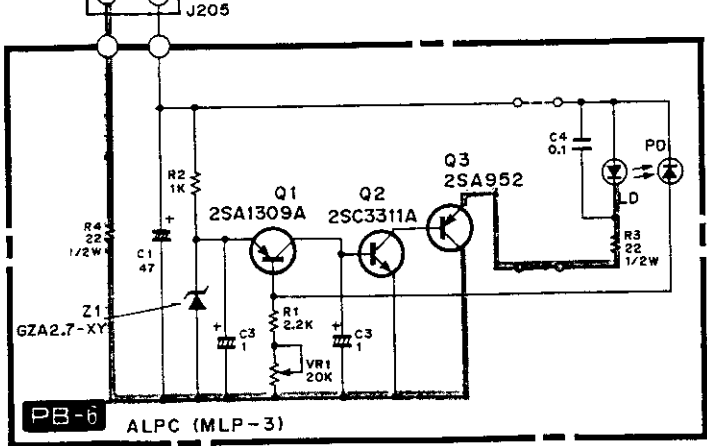 J205
C4
0.1
PD
Q3
2SA952
R2
1K
Q1
2SA1309A
Q2
2SC3311A
LD
R4
22
1/2W
+
C1
47
R3
22
1/2W
Z1
GZA2.7-XY
+
C3
1
R1
2.2K
+
C3
1
VR1
20K
PB-6
ALPC (MLP-3)